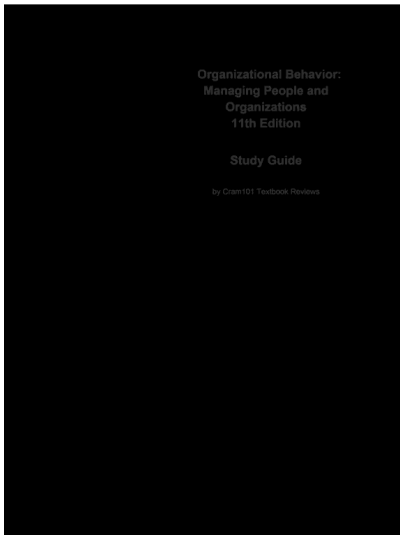 Organizational Behavior:
Managing People and
Organizations
11th Edition
Study Guide
by Cram101 Textbook Reviews